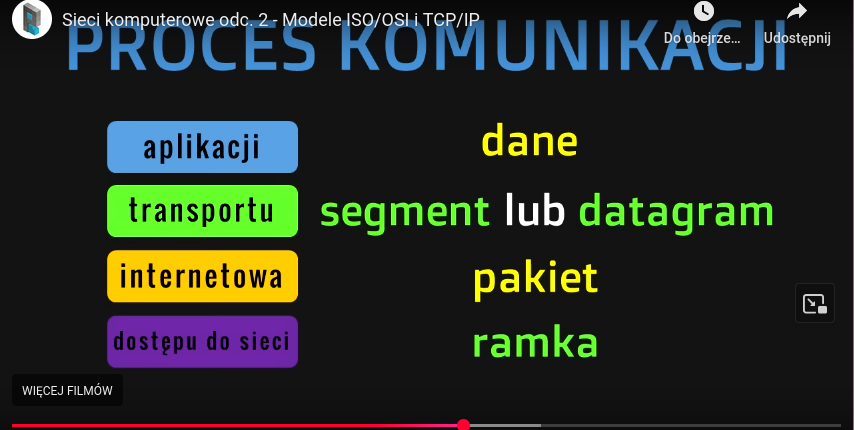 Sieci komputerowe odc. 2 - Modele ISO/OSI i TCP/IP
Do obejrze... Udostępnij
PROCES KOMUNIKACJI
aplikacji dane
transportu segment lub datagram
internetowa pakiet
dostępu do sieci ramka
WIĘCEJ FILMÓW